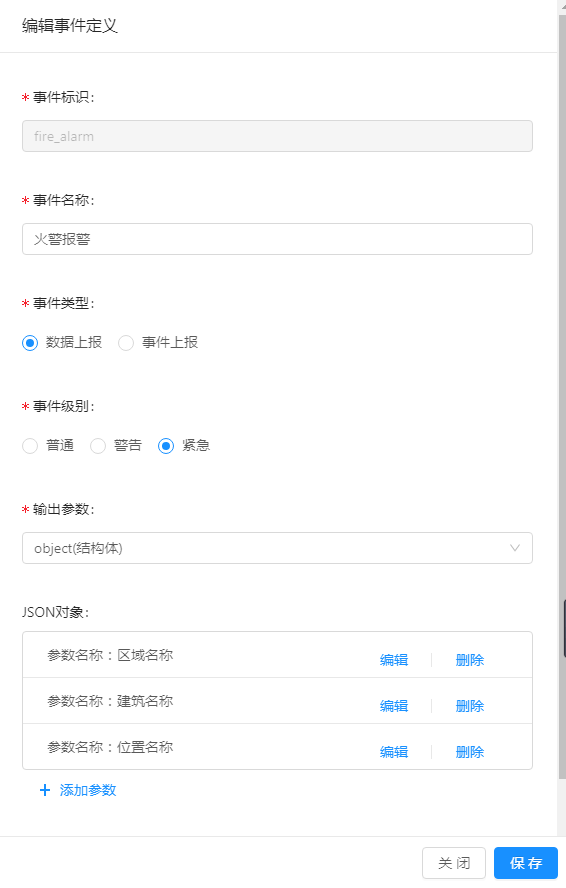 编辑事件定义
* 事件标识:
fire_alarm
* 事件名称:
火警报警
* 事件类型:
数据上报 事件上报
* 事件级别:
普通 警告 紧急
* 输出参数:
object(结构体)
JSON对象:
参数名称：区域名称 编辑 删除
参数名称：建筑名称 编辑 删除
参数名称：位置名称 编辑 删除
+ 添加参数
关闭 保存